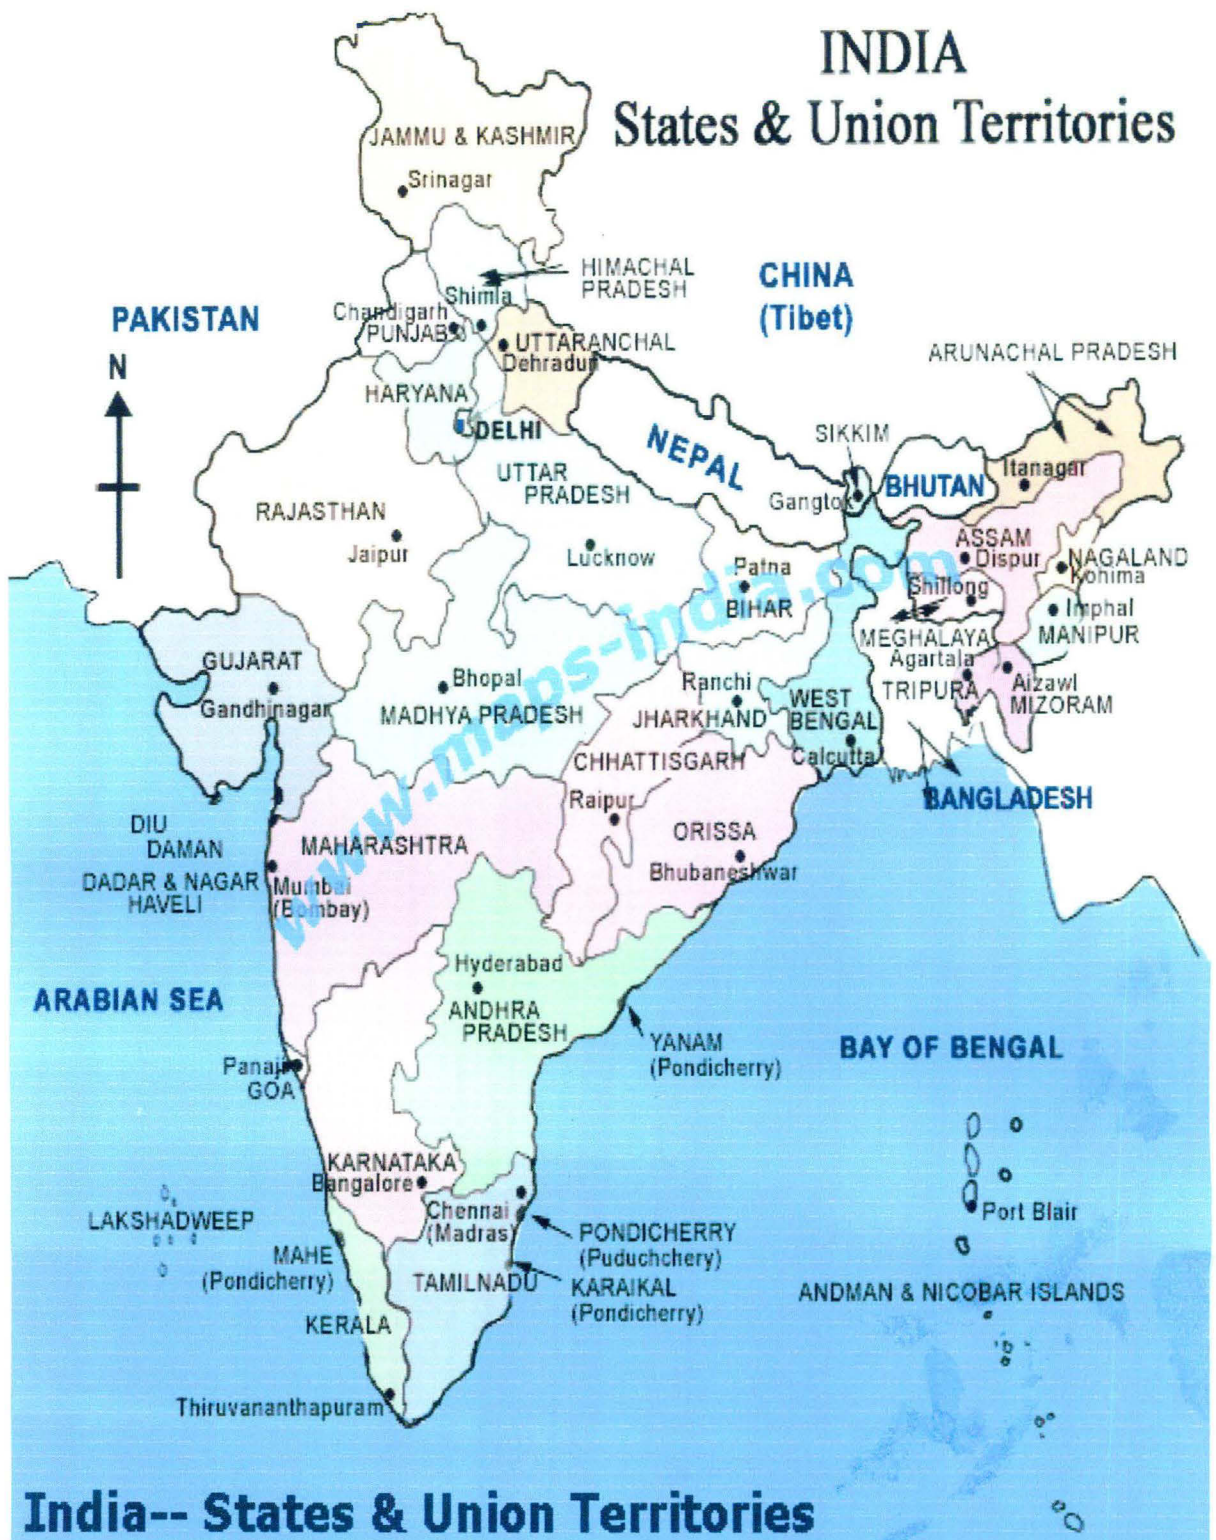 INDIA
States & Union Territories
JAMMU & KASHMIR
Srinagar
HIMACHAL
PRADESH
CHINA
(Tibet)
Shimla
PAKISTAN
Chandigarh
PUNJAB
UTTARANCHAL
Dehradun
ARUNACHAL PRADESH
N
HARYANA
DELHI
SIKKIM
NEPAL
UTTAR
PRADESH
Itanagar
BHUTAN
Gangtok
RAJASTHAN
Jaipur
Lucknow
ASSAM
Dispur
NAGALAND
Kohima
Patna
BIHAR
Shillong
Imphal
MANIPUR
MEGHALAYA
Agartala
TRIPURA
Aizawl
MIZORAM
GUJARAT
Gandhinagar
Bhopal
MADHYA PRADESH
Ranchi
JHARKHAND
WEST
BENGAL
Calcutta
CHHATTISGARH
Raipur
BANGLADESH
www.maps-india.com
DIU
DAMAN
DADAR & NAGAR
HAVELI
MAHARASHTRA
Mumbai
(Bombay)
ORISSA
Bhubaneshwar
Hyderabad
ANDHRA
PRADESH
ARABIAN SEA
YANAM
(Pondicherry)
BAY OF BENGAL
Panaji
GOA
KARNATAKA
Bangalore
Chennai
(Madras)
Port Blair
LAKSHADWEEP
PONDICHERRY
(Puduchchery)
MAHE
(Pondicherry)
TAMILNADU
KARAIKAL
(Pondicherry)
ANDMAN & NICOBAR ISLANDS
KERALA
Thiruvananthapuram
India-- States & Union Territories